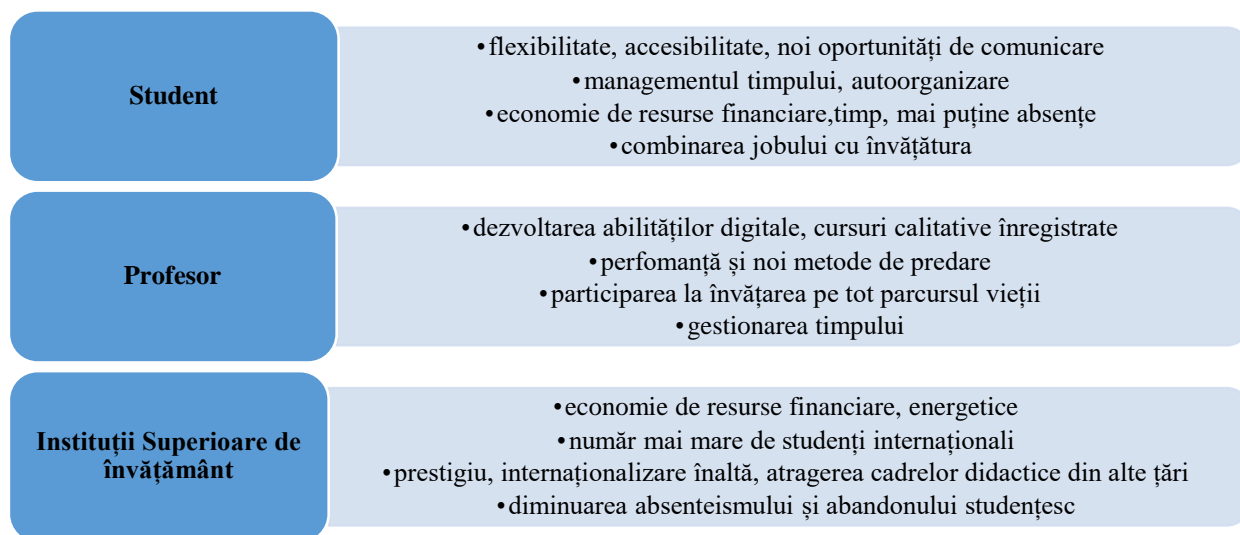 Student
•flexibilitate, accesibilitate, noi oportunități de comunicare
•managementul timpului, autoorganizare
•economie de resurse financiare,timp, mai puține absențe
•combinarea jobului cu învățătura
Profesor
•dezvoltarea abilităților digitale, cursuri calitative înregistrate
•perfomanță și noi metode de predare
•participarea la învățarea pe tot parcursul vieții
•gestionarea timpului
Instituții Superioare de
învățământ
•economie de resurse financiare, energetice
•număr mai mare de studenți internaționali
•prestigiu, internaționalizare înaltă, atragerea cadrelor didactice din alte țări
•diminuarea absenteismului și abandonului studențesc